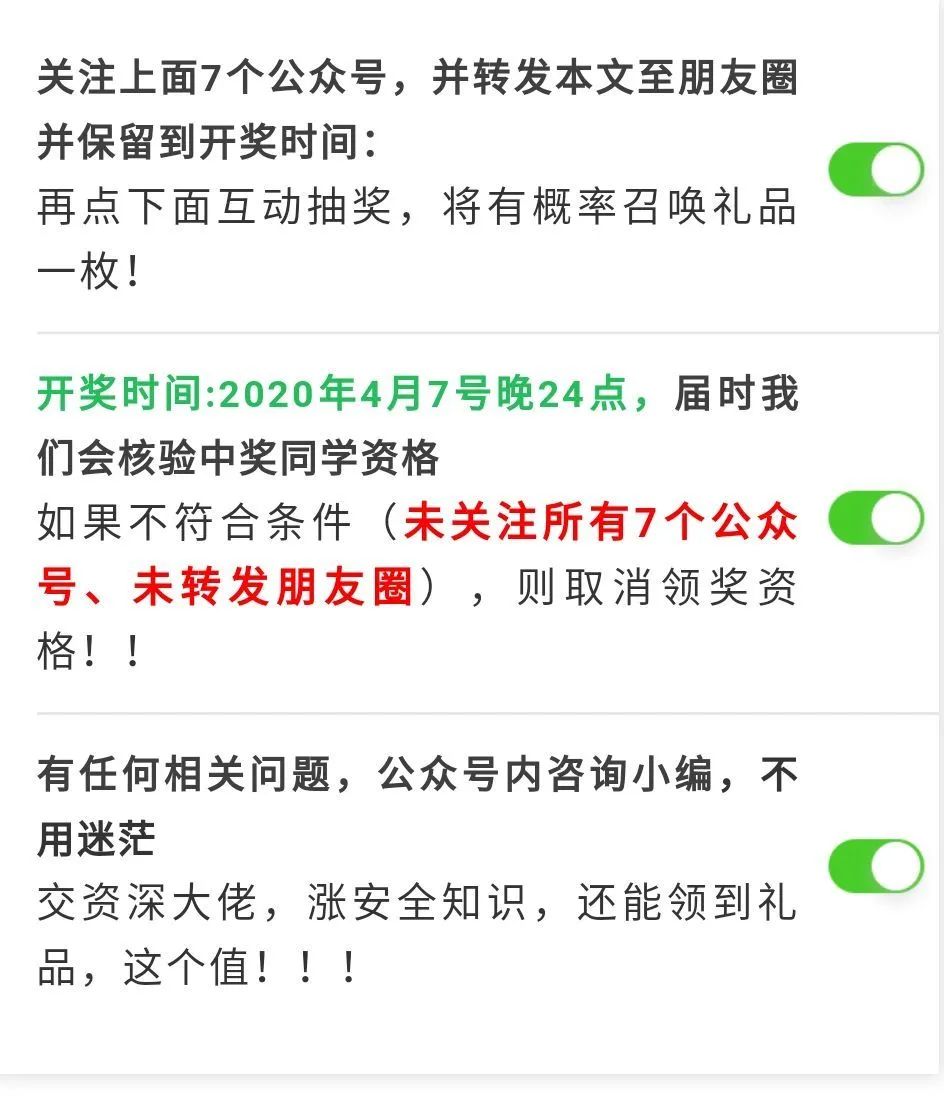 关注上面7个公众号，并转发本文至朋友圈
并保留到开奖时间：
再点下面互动抽奖，将有概率召唤礼品
一枚！
开奖时间:2020年4月7号晚24点，届时我
们会核验中奖同学资格
如果不符合条件（未关注所有7个公众
号、未转发朋友圈），则取消领奖资
格！！
有任何相关问题，公众号内咨询小编，不
用迷茫
交资深大佬，涨安全知识，还能领到礼
品，这个值！！！